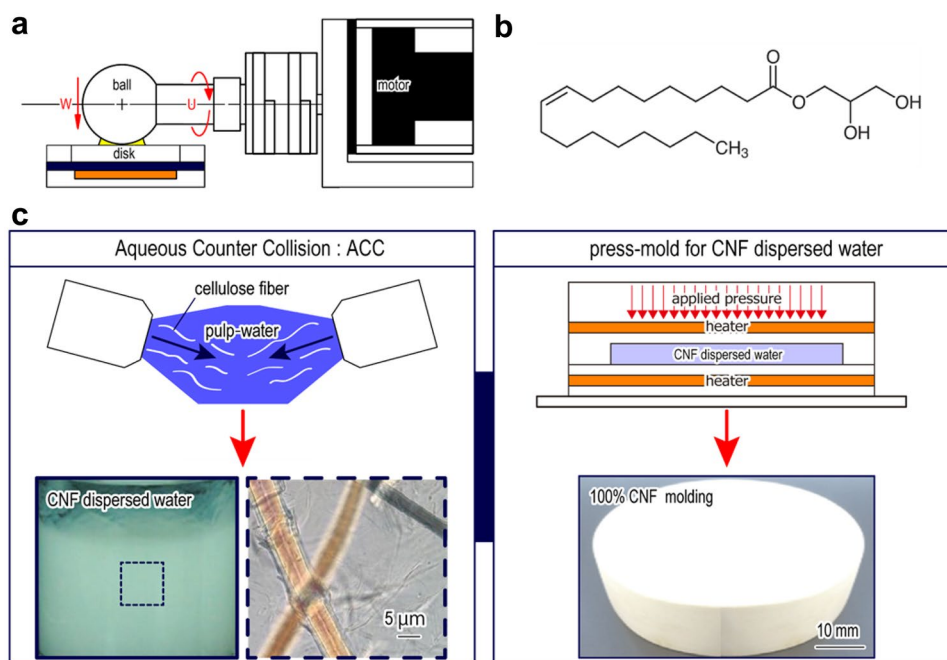 a
ball
W
U
motor
disk
b
O
O
OH
OH
CH3
c
Aqueous Counter Collision : ACC
cellulose fiber
pulp-water
CNF dispersed water
5 μm
press-mold for CNF dispersed water
applied pressure
heater
CNF dispersed water
heater
100% CNF molding
10 mm